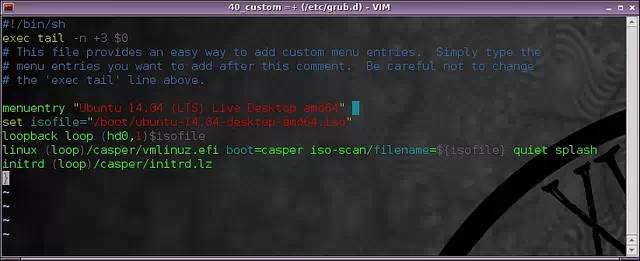 40_custom =+ (/etc/grub.d) - VIM
#!/bin/sh
exec tail -n +3 $0
# This file provides an easy way to add custom menu entries.  Simply type the
# menu entries you want to add after this comment.  Be careful not to change
# the 'exec tail' line above.
menuentry "Ubuntu 14.04 (LTS) Live Desktop amd64" {
set isofile="/boot/ubuntu-14.04-desktop-amd64.iso"
loopback loop (hd0,1)$isofile
linux (loop)/casper/vmlinuz.efi boot=casper iso-scan/filename=${isofile} quiet splash
initrd (loop)/casper/initrd.lz
}
~
~
~
~
XI